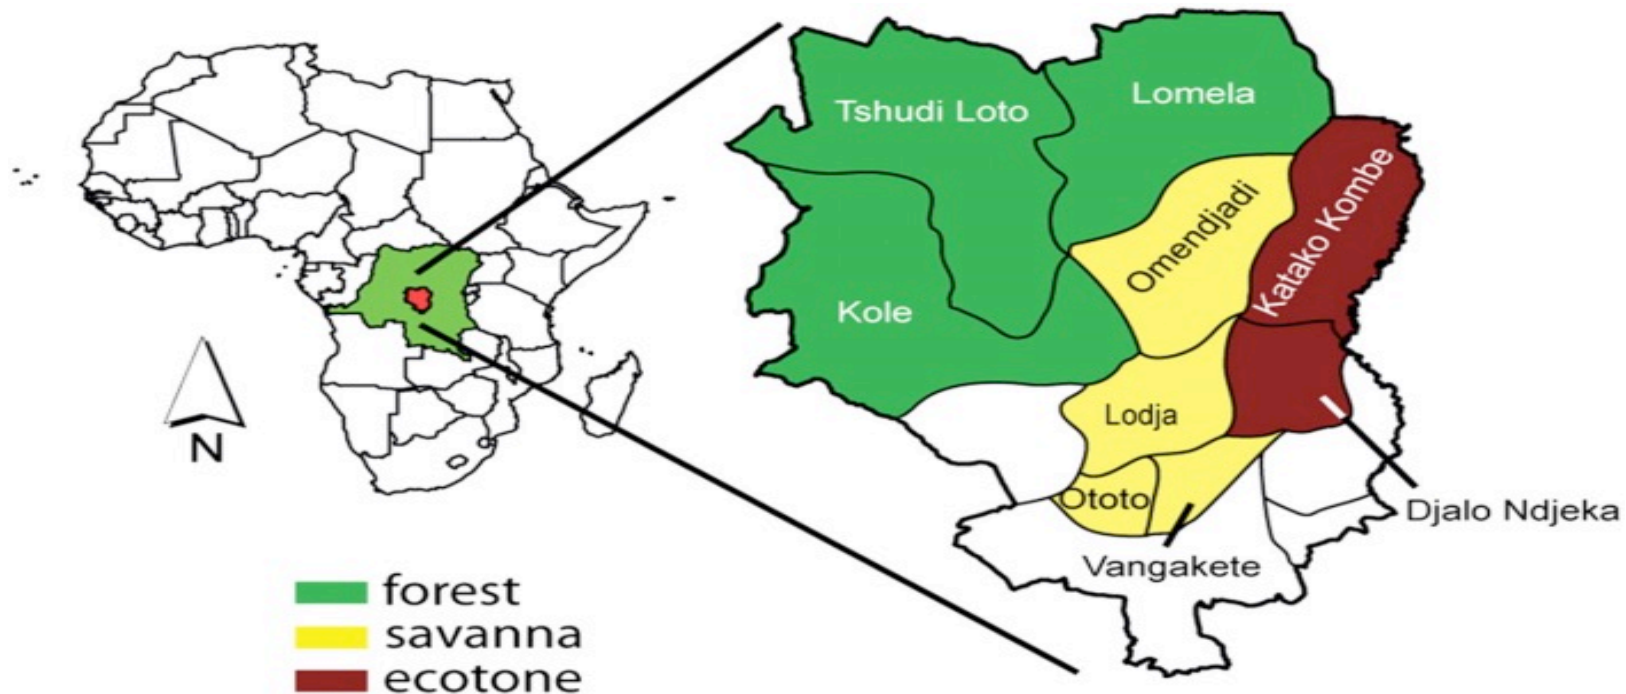 Tshudi Loto
Lomela
Katako Kombe
Omendjadi
Kole
Lodja
Ototo
Djalo Ndjeka
Vangakete
N
forest
savanna
ecotone